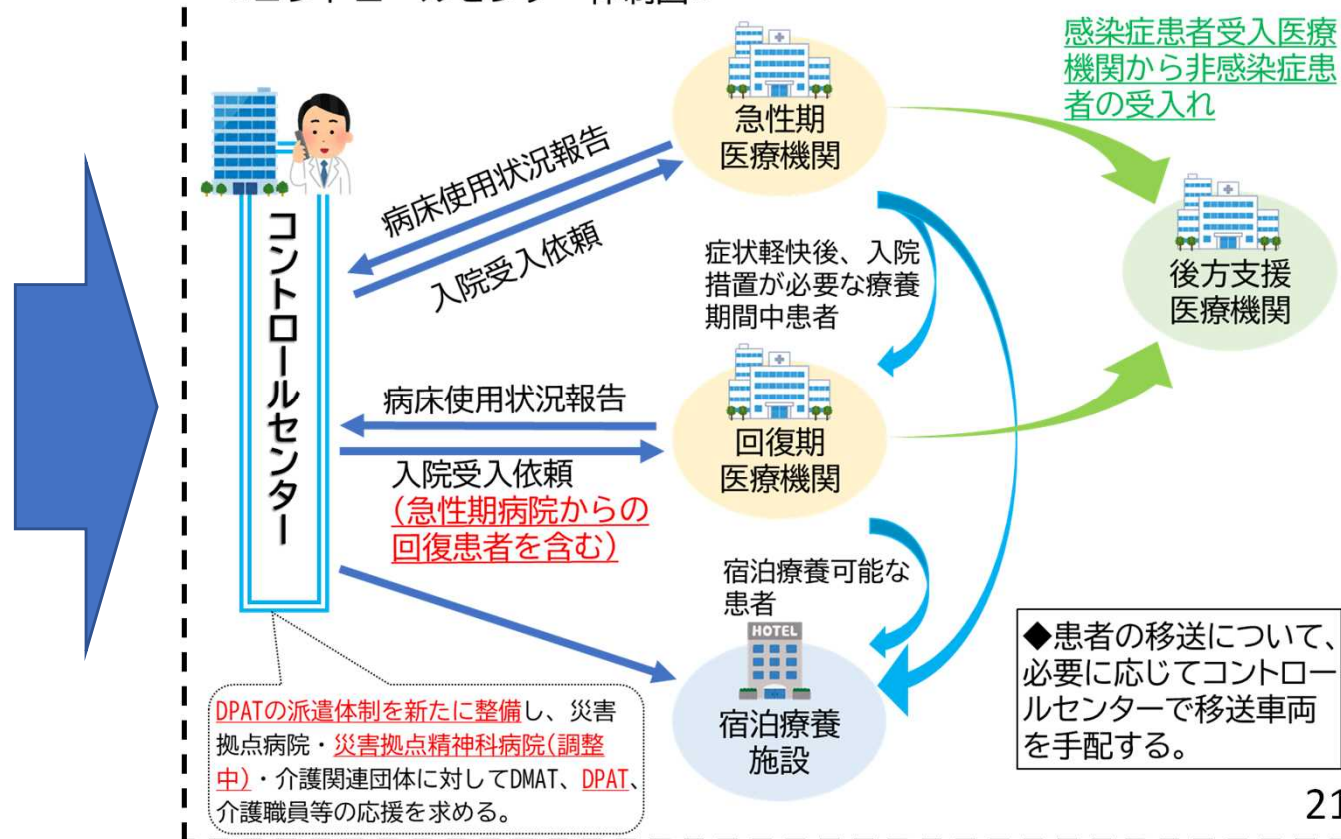 感染症患者受入医療
機関から非感染症患
者の受入れ
急性期
医療機関
病床使用状況報告
入院受入依頼
コントロールセンター
症状軽快後、入院
措置が必要な療養
期間中患者
後方支援
医療機関
病床使用状況報告
入院受入依頼
(急性期病院からの
回復患者を含む)
回復期
医療機関
宿泊療養可能な
患者
HOTEL
宿泊療養
施設
◆患者の移送について、
必要に応じてコントロー
ルセンターで移送車両
を手配する。
DPATの派遣体制を新たに整備し、災害
拠点病院・災害拠点精神科病院(調整
中)・介護関連団体に対してDMAT、DPAT、
介護職員等の応援を求める。
21